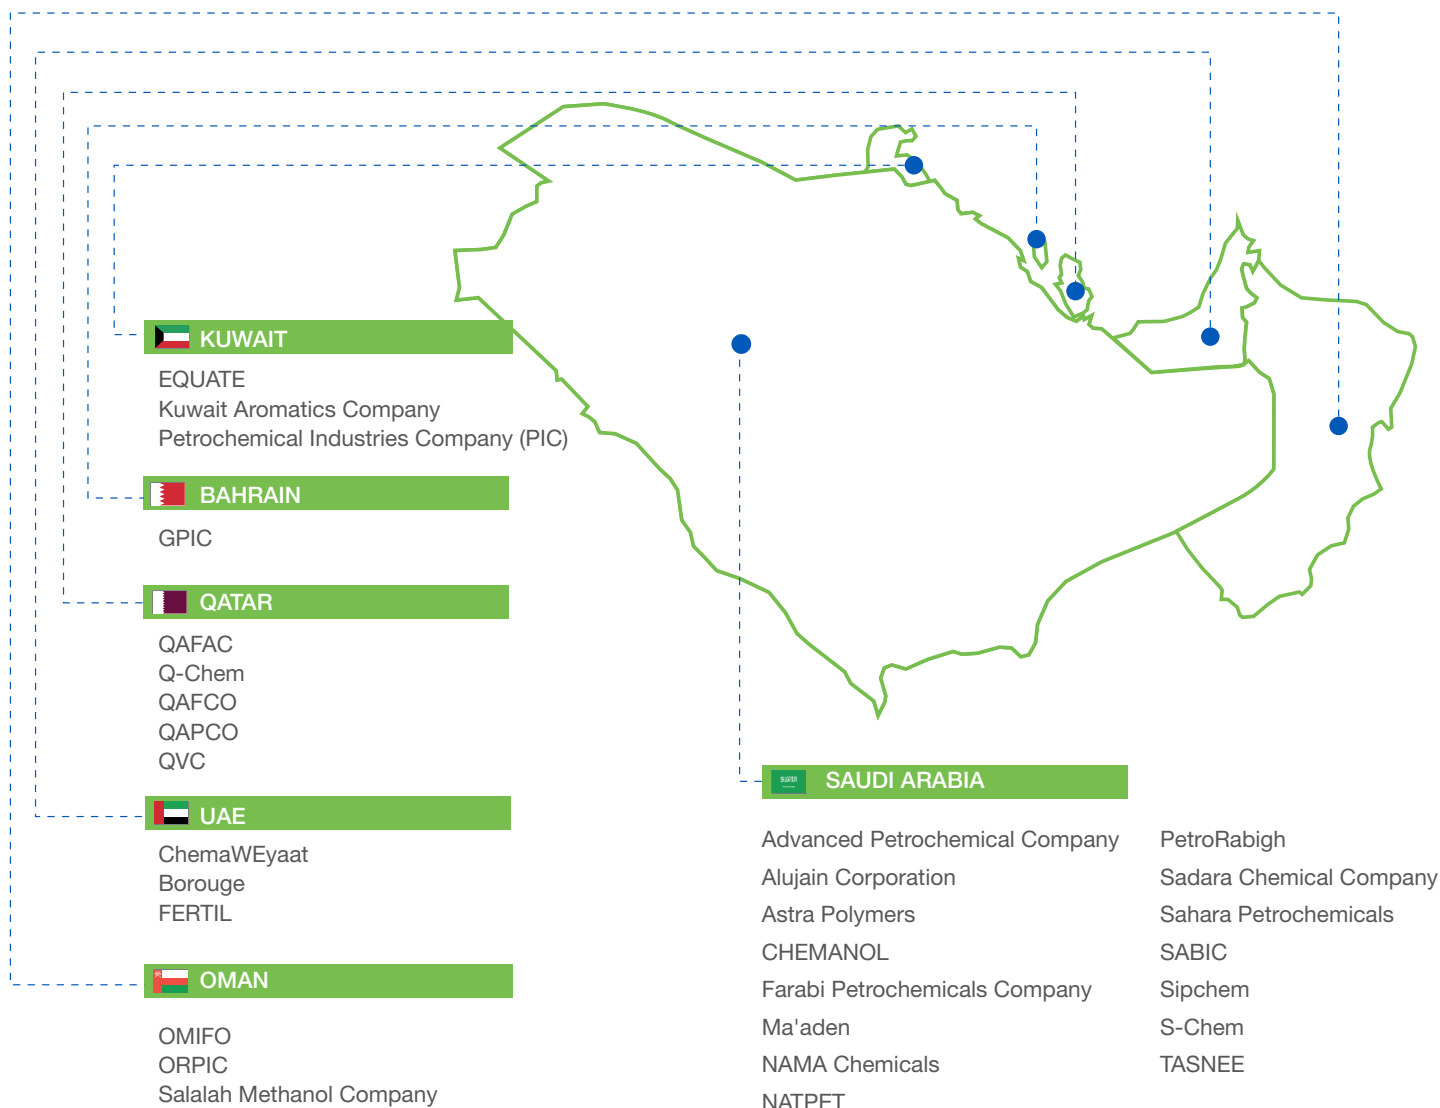 KUWAIT
EQUATE
Kuwait Aromatics Company
Petrochemical Industries Company (PIC)
BAHRAIN
GPIC
QATAR
QAFAC
Q-Chem
QAFCO
QAPCO
QVC
UAE
ChemaWEyaat
Borouge
FERTIL
OMAN
OMIFO
ORPIC
Salalah Methanol Company
SAUDI ARABIA
Advanced Petrochemical Company
Alujain Corporation
Astra Polymers
CHEMANOL
Farabi Petrochemicals Company
Ma'aden
NAMA Chemicals
NATPET
PetroRabigh
Sadara Chemical Company
Sahara Petrochemicals
SABIC
Sipchem
S-Chem
TASNEE